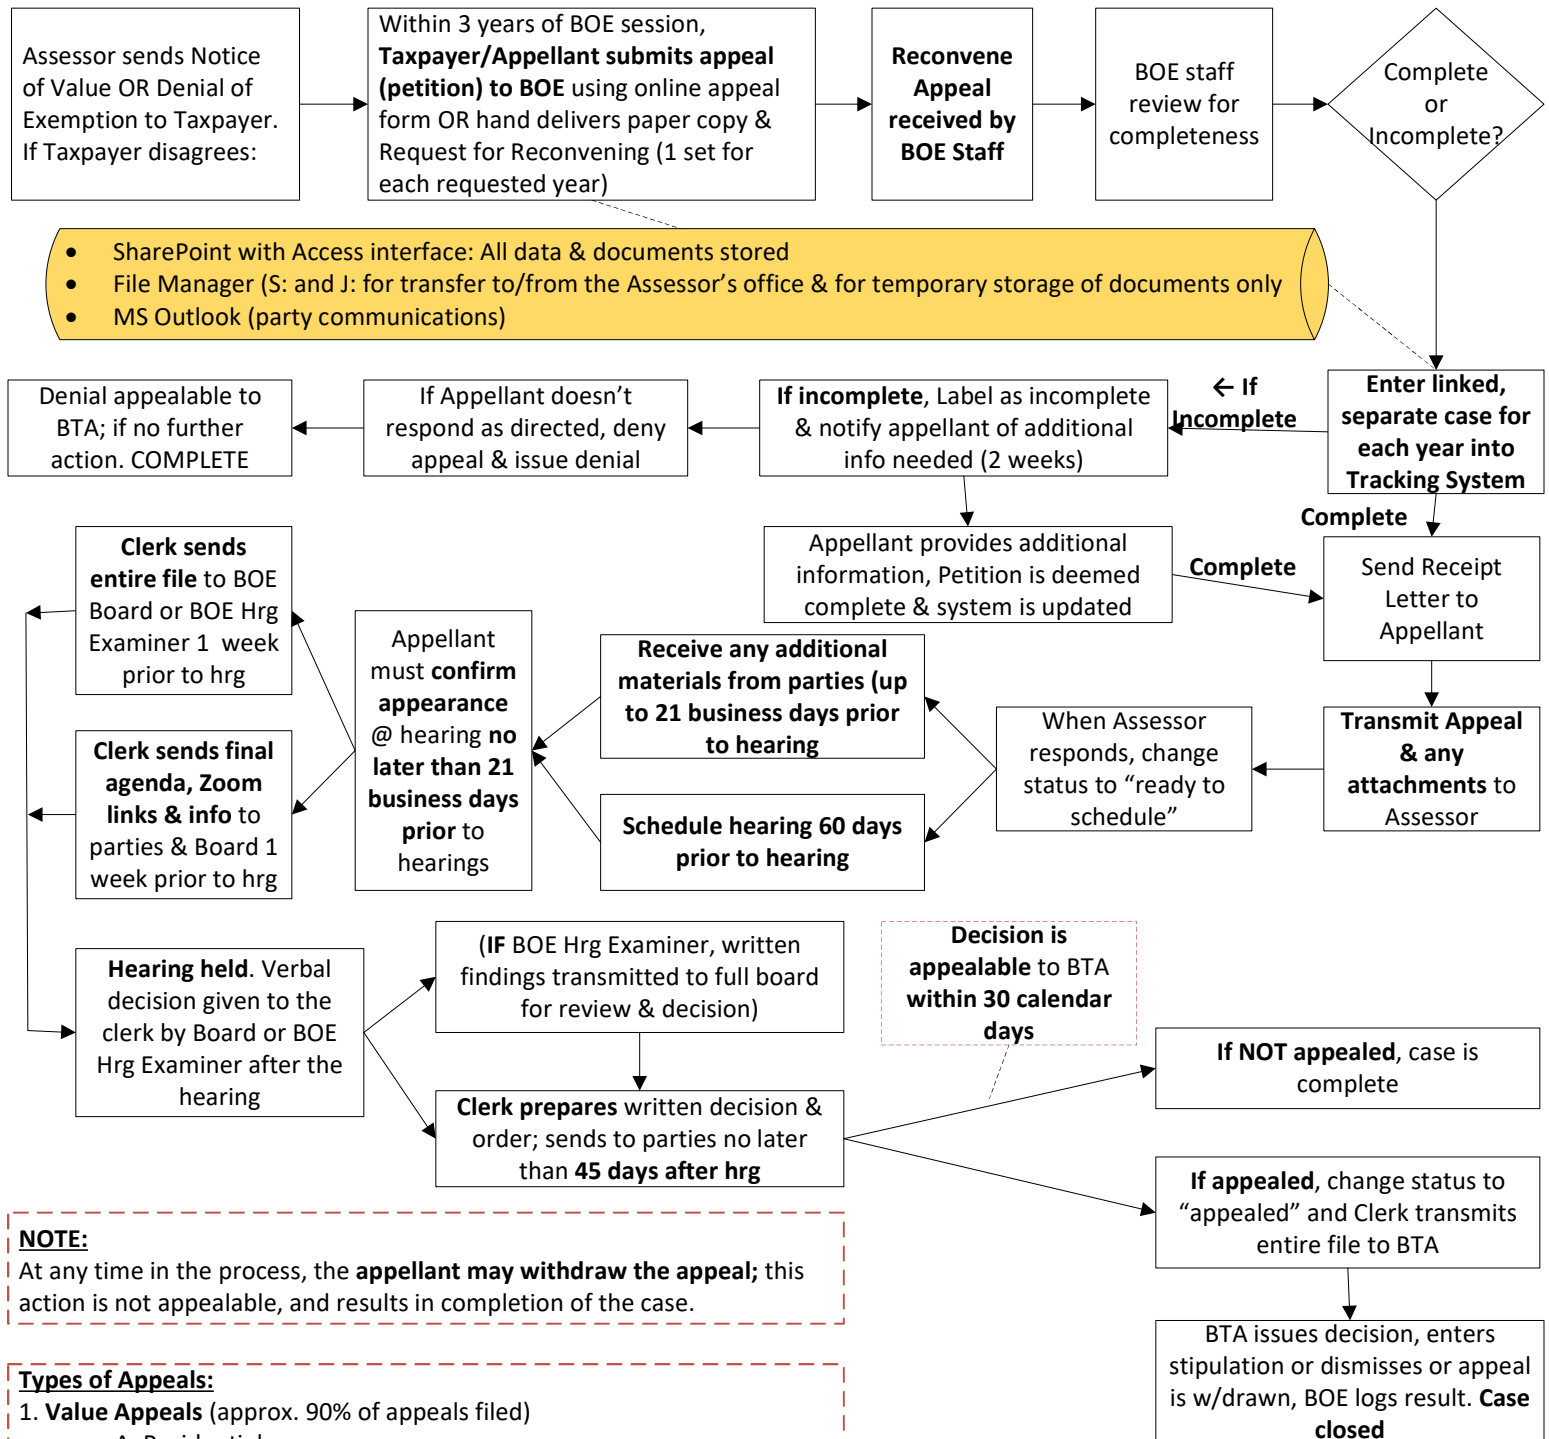 Assessor sends Notice
of Value OR Denial of
Exemption to Taxpayer.
If Taxpayer disagrees:
Within 3 years of BOE session,
Taxpayer/Appellant submits appeal
(petition) to BOE using online appeal
form OR hand delivers paper copy &
Request for Reconvening (1 set for
each requested year)
Reconvene
Appeal
received by
BOE Staff
BOE staff
review for
completeness
Complete
or
Incomplete?
• SharePoint with Access interface: All data & documents stored
• File Manager (S: and J: for transfer to/from the Assessor’s office & for temporary storage of documents only
• MS Outlook (party communications)
Enter linked,
separate case for
each year into
Tracking System
← If
Incomplete
If incomplete, Label as incomplete
& notify appellant of additional
info needed (2 weeks)
If Appellant doesn’t
respond as directed, deny
appeal & issue denial
Denial appealable to
BTA; if no further
action. COMPLETE
Appellant provides additional
information, Petition is deemed
complete & system is updated
Complete
Complete
Send Receipt
Letter to
Appellant
Transmit Appeal
& any
attachments to
Assessor
When Assessor
responds, change
status to “ready to
schedule”
Receive any additional
materials from parties (up
to 21 business days prior
to hearing
Schedule hearing 60 days
prior to hearing
Appellant
must confirm
appearance
@ hearing no
later than 21
business days
prior to
hearings
Clerk sends
entire file to BOE
Board or BOE Hrg
Examiner 1 week
prior to hrg
Clerk sends final
agenda, Zoom
links & info to
parties & Board 1
week prior to hrg
Hearing held. Verbal
decision given to the
clerk by Board or BOE
Hrg Examiner after the
hearing
(IF BOE Hrg Examiner, written
findings transmitted to full board
for review & decision)
Clerk prepares written decision &
order; sends to parties no later
than 45 days after hrg
Decision is
appealable to BTA
within 30 calendar
days
If NOT appealed, case is
complete
If appealed, change status to
“appealed” and Clerk transmits
entire file to BTA
BTA issues decision, enters
stipulation or dismisses or appeal
is w/drawn, BOE logs result. Case
closed
NOTE:
At any time in the process, the appellant may withdraw the appeal; this
action is not appealable, and results in completion of the case.
Types of Appeals:
1. Value Appeals (approx. 90% of appeals filed)